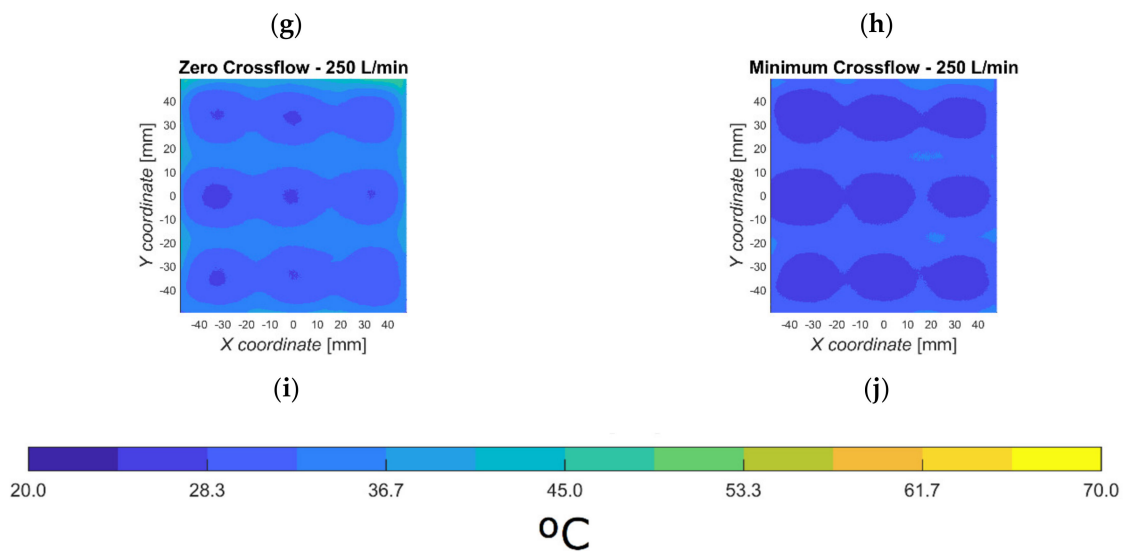 (g) (h)
Zero Crossflow - 250 L/min Minimum Crossflow - 250 L/min
40 40
30 30
20 20
10 10
0 0
-10 -10
-20 -20
-30 -30
-40 -40
Y coordinate [mm] Y coordinate [mm]
-40 -30 -20 -10 0 10 20 30 40 -40 -30 -20 -10 0 10 20 30 40
X coordinate [mm] X coordinate [mm]
(i) (j)
20.0 28.3 36.7 45.0 53.3 61.7 70.0
ºC